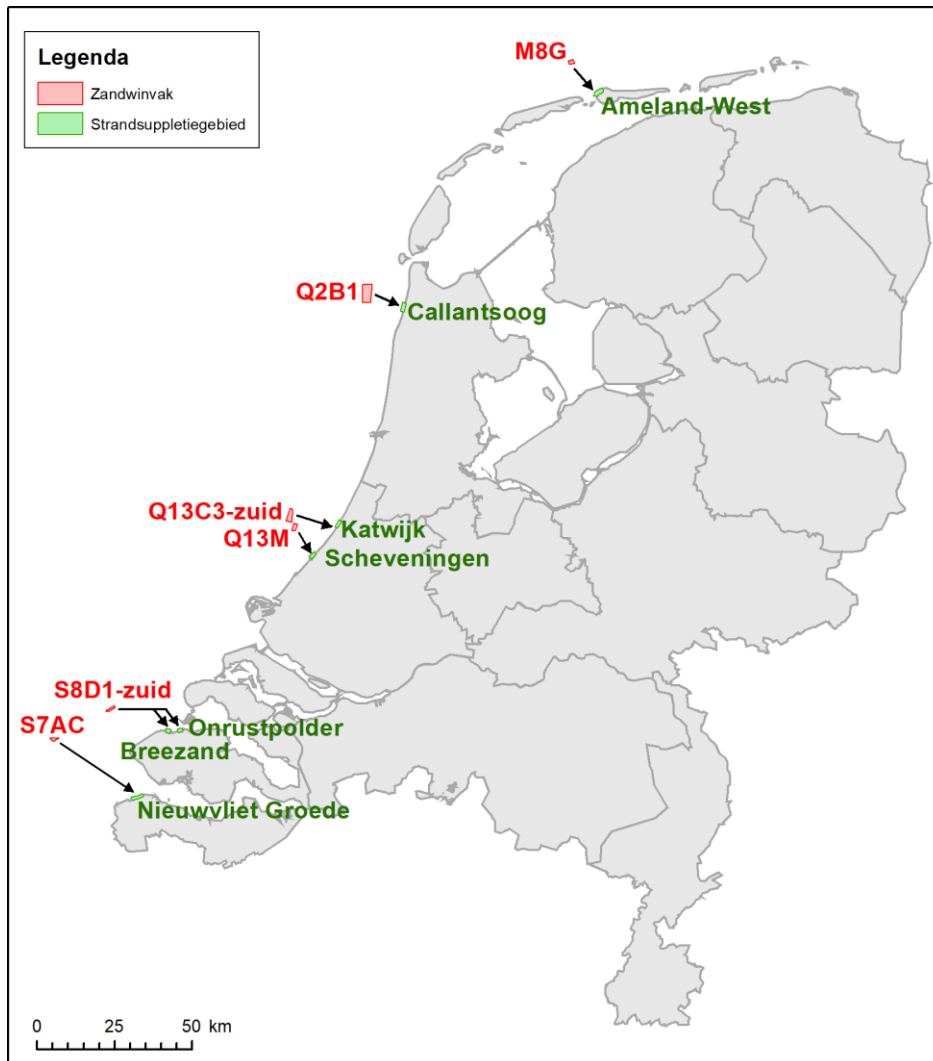 Legenda
Zandwinvak
Strandsuppletiegebied
M8G
Ameland-West
Q2B1
Callantsoog
Q13C3-zuid
Katwijk
Q13M
Scheveningen
S8D1-zuid
S7AC
Onrustpolder
Breezand
Nieuwvliet Groede
0 25 50 km